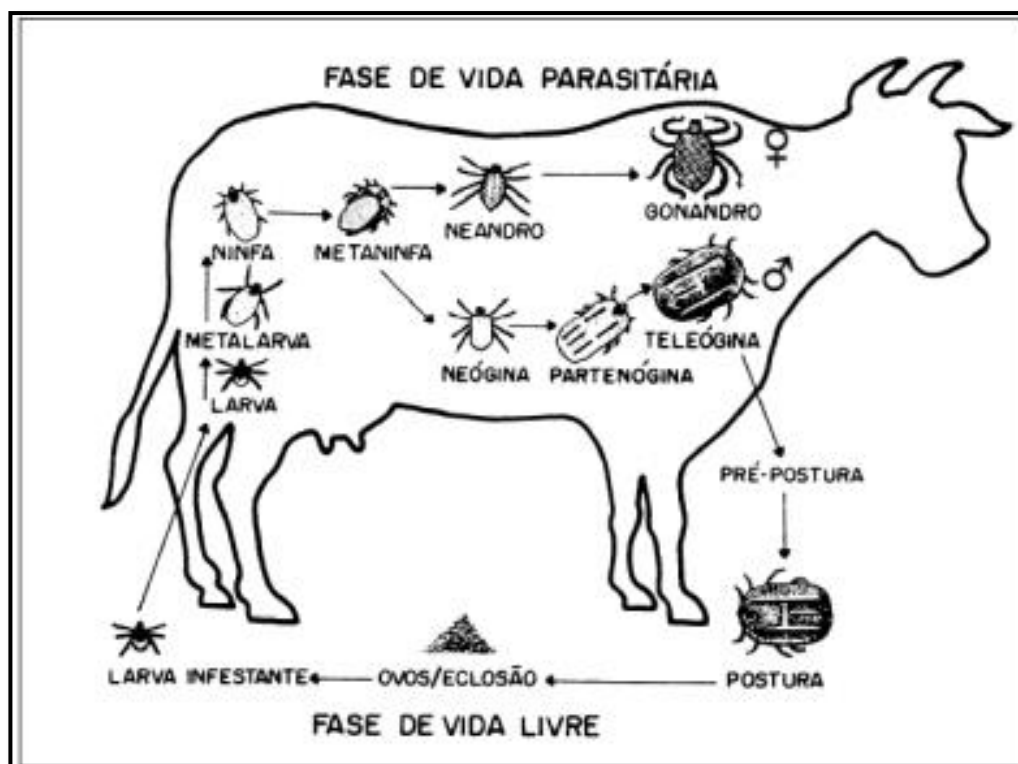 FASE DE VIDA PARASITÁRIA
♀
GONANDRO
NEANDRO
NINFA
METANINFA
♂
METALARVA
TELEÓGINA
NEÓGINA
PARTENÓGINA
LARVA
PRÉ-POSTURA
LARVA INFESTANTE
OVOS/ECLOSÃO
POSTURA
FASE DE VIDA LIVRE